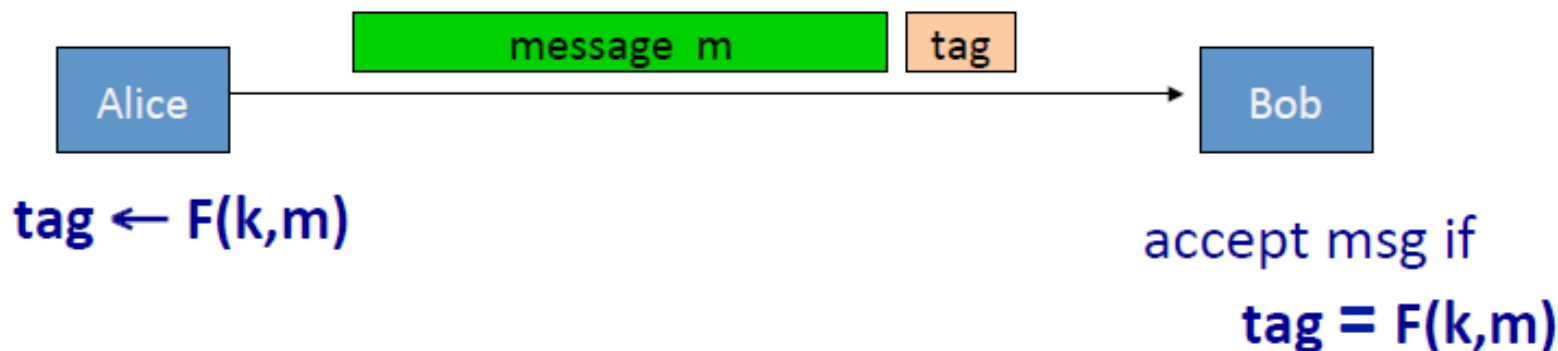 message m
tag
Alice
Bob
tag ← F(k,m)
accept msg if
tag = F(k,m)